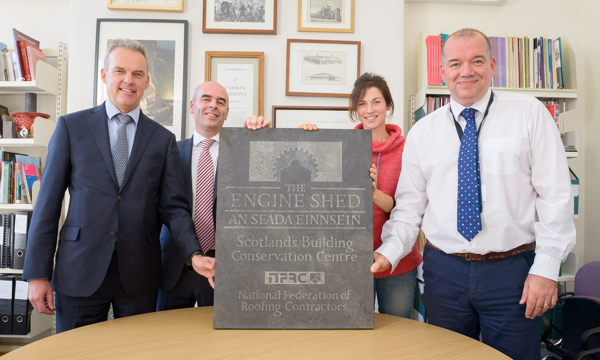 THE
ENGINE SHED
AN SEADA EINNSEIN
Scotland's Building
Conservation Centre
NFRC
National Federation of
Roofing Contractors